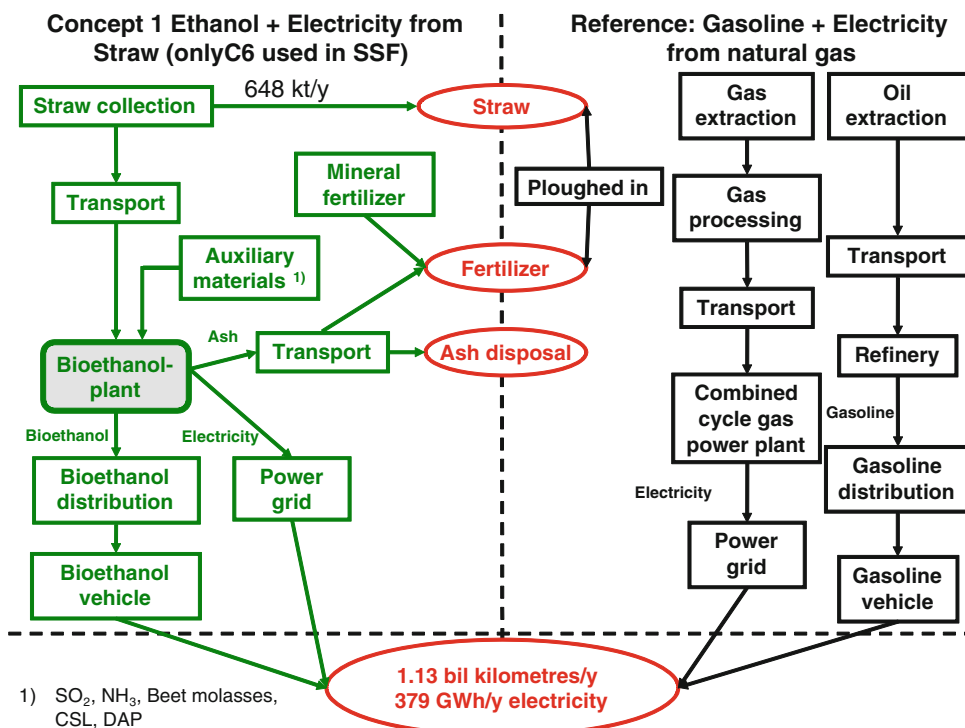 Concept 1 Ethanol + Electricity from
Straw (onlyC6 used in SSF)
Reference: Gasoline + Electricity
from natural gas
Straw collection
648 kt/y
Straw
Gas
extraction
Oil
extraction
Transport
Mineral
fertilizer
Ploughed in
Gas
processing
Auxiliary
materials 1)
Fertilizer
Transport
Transport
Ash
Bioethanol-
plant
Transport
Ash disposal
Refinery
Combined
cycle gas
power plant
Gasoline
Bioethanol
Electricity
Bioethanol
distribution
Power
grid
Electricity
Gasoline
distribution
Bioethanol
vehicle
Power
grid
Gasoline
vehicle
1.13 bil kilometres/y
379 GWh/y electricity
1) SO2, NH3, Beet molasses,
CSL, DAP